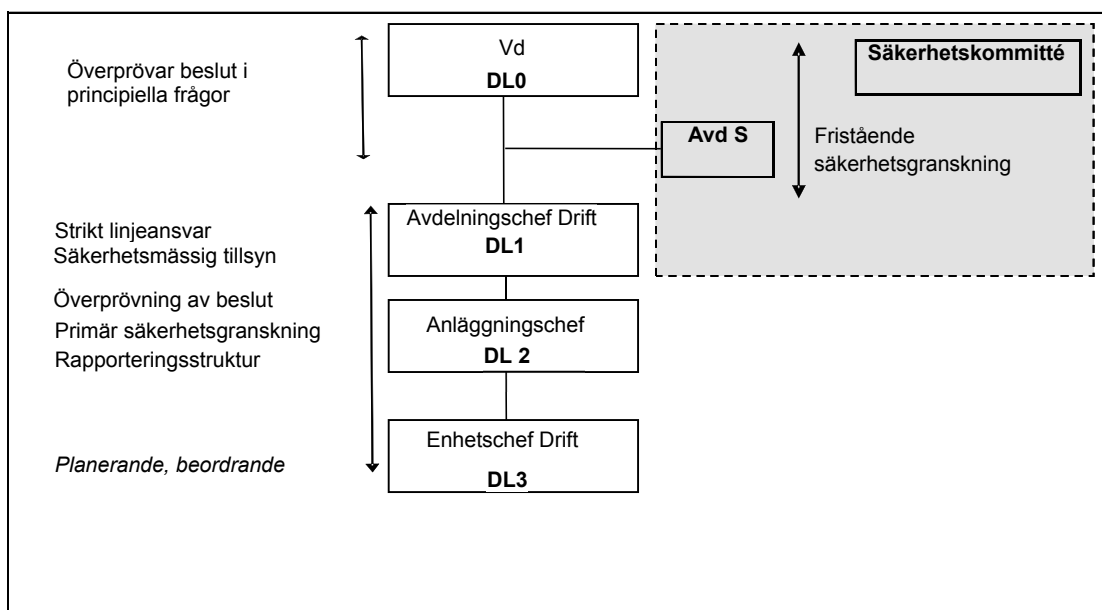 Vd
DL0
Säkerhetskommitté
Överprövar beslut i
principiella frågor
Avd S
Fristående
säkerhetsgranskning
Avdelningschef Drift
DL1
Strikt linjeansvar
Säkerhetsmässig tillsyn
Överprövning av beslut
Primär säkerhetsgranskning
Rapporteringsstruktur
Anläggningschef
DL 2
Enhetschef Drift
DL3
Planerande, beordrande